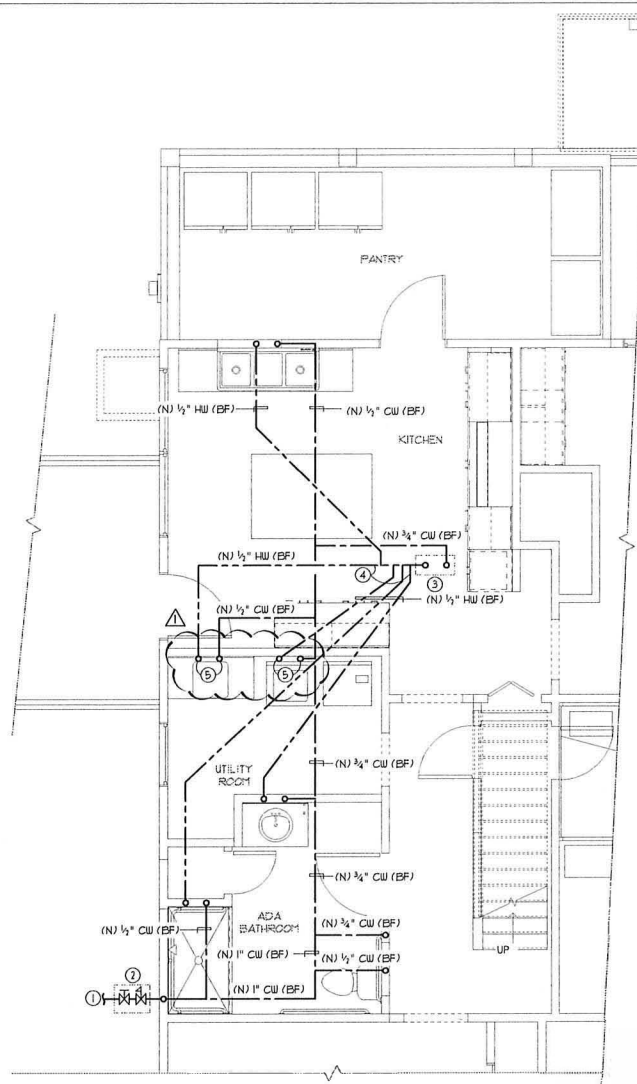 PANTRY
(N) ½" HW (BF)
(N) ½" CW (BF)
KITCHEN
(N) ¾" CW (BF)
(N) ½" HW (BF)
4
3
(N) ½" HW (BF)
(N) ½" CW (BF)
1
5
5
(N) ¾" CW (BF)
UTILITY
ROOM
(N) ¾" CW (BF)
ADA
BATHROOM
(N) ½" CW (BF)
(N) ¾" CW (BF)
(N) 1" CW (BF)
(N) ½" CW (BF)
UP
2
(N) 1" CW (BF)
1